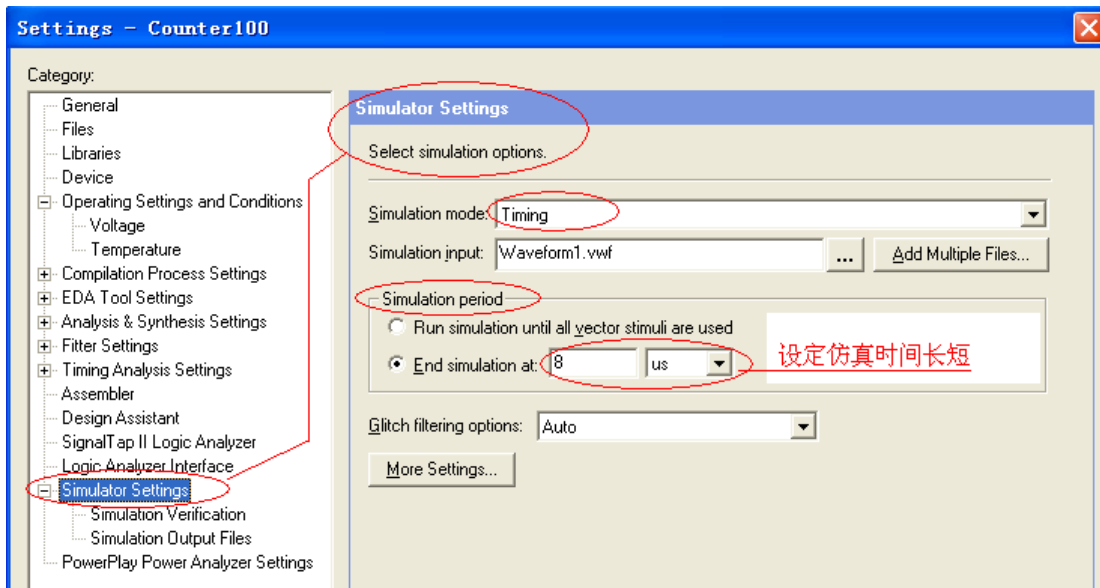 Settings - Counter100
Category:
General
Files
Libraries
Device
Operating Settings and Conditions
Voltage
Temperature
Compilation Process Settings
EDA Tool Settings
Analysis & Synthesis Settings
Fitter Settings
Timing Analysis Settings
Assembler
Design Assistant
SignalTap II Logic Analyzer
Logic Analyzer Interface
Simulator Settings
Simulation Verification
Simulation Output Files
PowerPlay Power Analyzer Settings
Simulator Settings
Select simulation options.
Simulation mode: Timing
Simulation input: Waveform1.vwf ... Add Multiple Files...
Simulation period
Run simulation until all vector stimuli are used
End simulation at: 8 us 设定仿真时间长短
Glitch filtering options: Auto
More Settings...